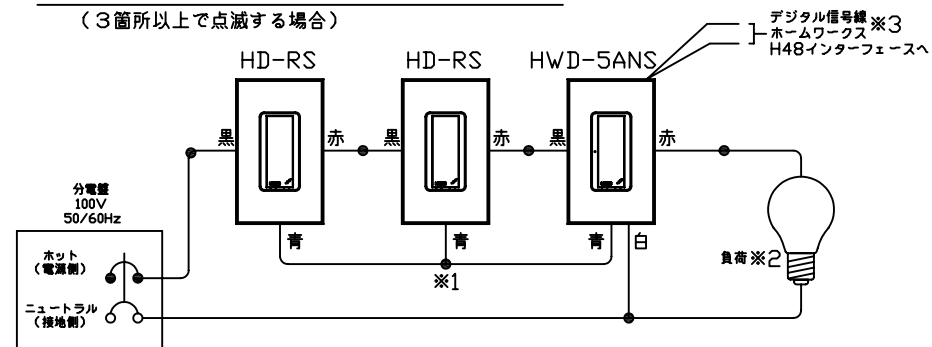 （３箇所以上で点滅する場合）
デジタル信号線
ホームワークス※3
H48インターフェースへ
HD-RS
HD-RS
HWD-5ANS
黒
赤
黒
赤
黒
赤
分電盤
100V
50/60Hz
青
青
青
白
ホット
（電源側）
負荷※2
※1
ニュートラル
（接地側）